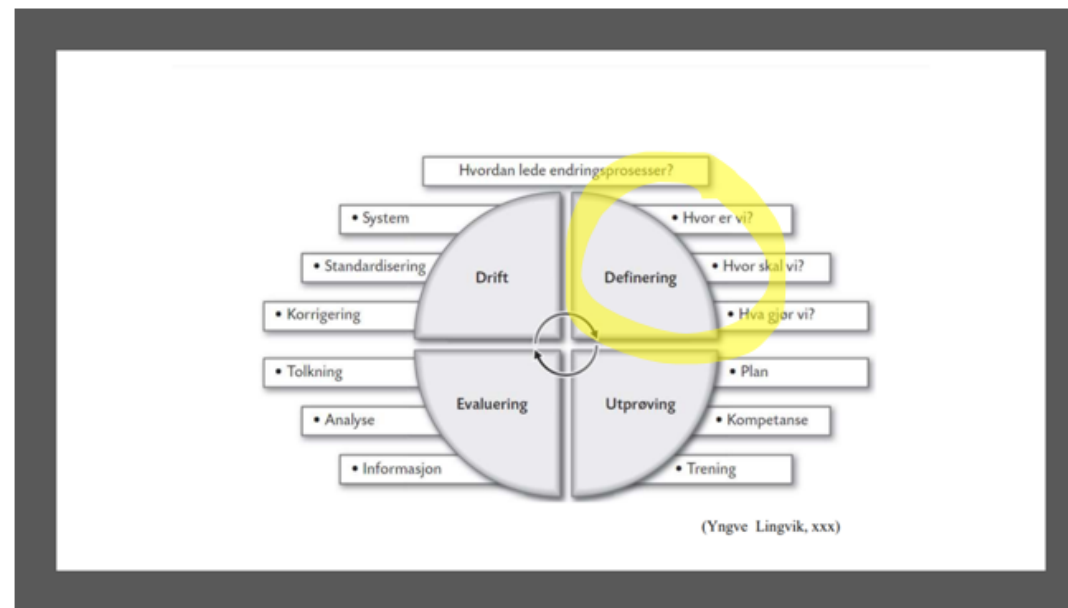 Hvordan lede endringsprosesser?
• System
• Standardisering
• Korrigering
Drift
Definering
• Hvor er vi?
• Hvor skal vi?
• Hva gjør vi?
• Tolkning
• Analyse
• Informasjon
Evaluering
Utprøving
• Plan
• Kompetanse
• Trening
(Yngve Lingvik, xxx)